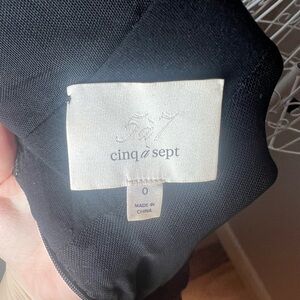 5à7
cinq à sept
0
MADE IN
CHINA